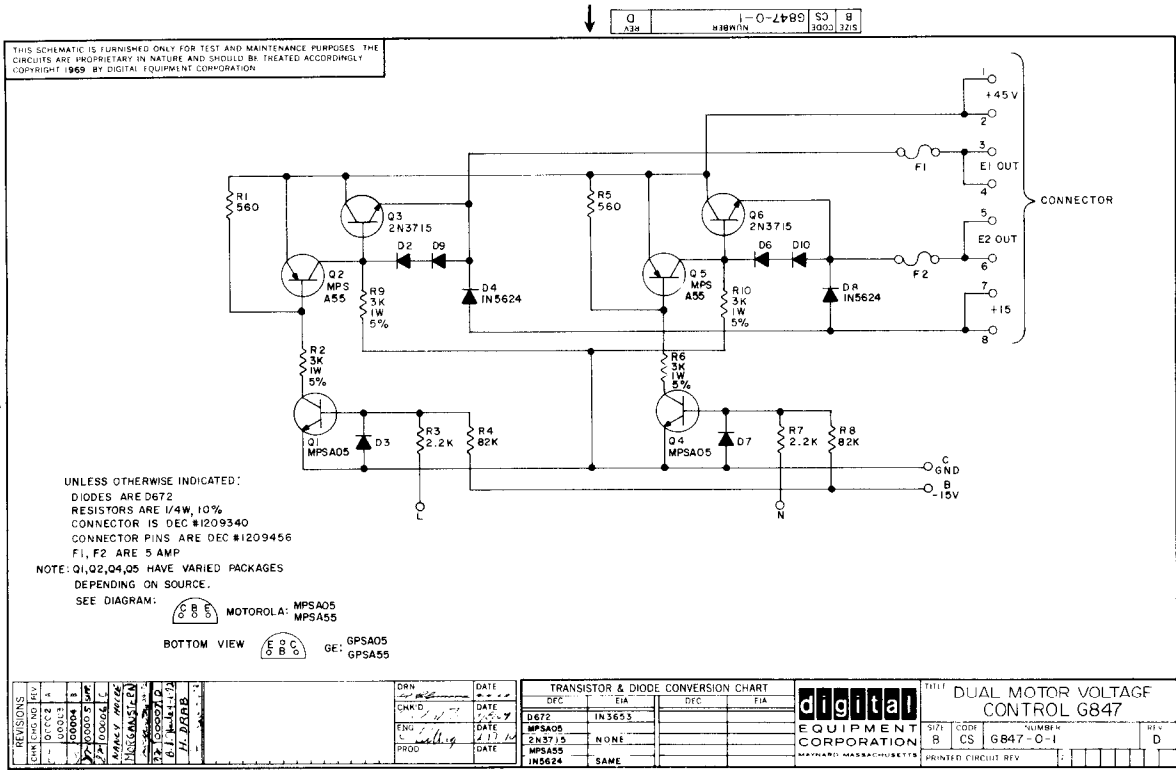 SIZE CODE NUMBER REV
B CS G847-0-1 D
THIS SCHEMATIC IS FURNISHED ONLY FOR TEST AND MAINTENANCE PURPOSES. THE
CIRCUITS ARE PROPRIETARY IN NATURE AND SHOULD BE TREATED ACCORDINGLY
COPYRIGHT 1969 BY DIGITAL EQUIPMENT CORPORATION
1
+45V
2
3
E1 OUT
4
5
E2 OUT
6
7
+15
8
CONNECTOR
F1
F2
R1
560
Q3
2N3715
R5
560
Q6
2N3715
D2 D9
D6 D10
Q2
MPS
A55
R9
3K
1W
5%
D4
IN5624
Q5
MPS
A55
R10
3K
1W
5%
D8
IN5624
R2
3K
1W
5%
R6
3K
1W
5%
Q1
MPSA05
D3
R3
2.2K
R4
82K
Q4
MPSA05
D7
R7
2.2K
R8
82K
C
GND
B
-15V
L
N
UNLESS OTHERWISE INDICATED:
DIODES ARE D672
RESISTORS ARE 1/4W, 10%
CONNECTOR IS DEC #1209340
CONNECTOR PINS ARE DEC #1209456
F1, F2 ARE 5 AMP
NOTE: Q1,Q2,Q4,Q5 HAVE VARIED PACKAGES
DEPENDING ON SOURCE.
SEE DIAGRAM:
C B E
MOTOROLA: MPSA05
MPSA55
BOTTOM VIEW
E B C
GE: GPSA05
GPSA55
REVISIONS
CHK CHG NO REV
00004 B
H. DRAB
DRN DATE
CHK'D DATE
ENG DATE
PROD DATE
TRANSISTOR & DIODE CONVERSION CHART
DEC EIA DEC EIA
D672 IN3653
MPSA05
2N3715 NONE
MPSA55
IN5624 SAME
digital
EQUIPMENT
CORPORATION
MAYNARD, MASSACHUSETTS
TITLE
DUAL MOTOR VOLTAGE
CONTROL G847
SIZE CODE NUMBER REV
B CS G847-0-1 D
PRINTED CIRCUIT REV